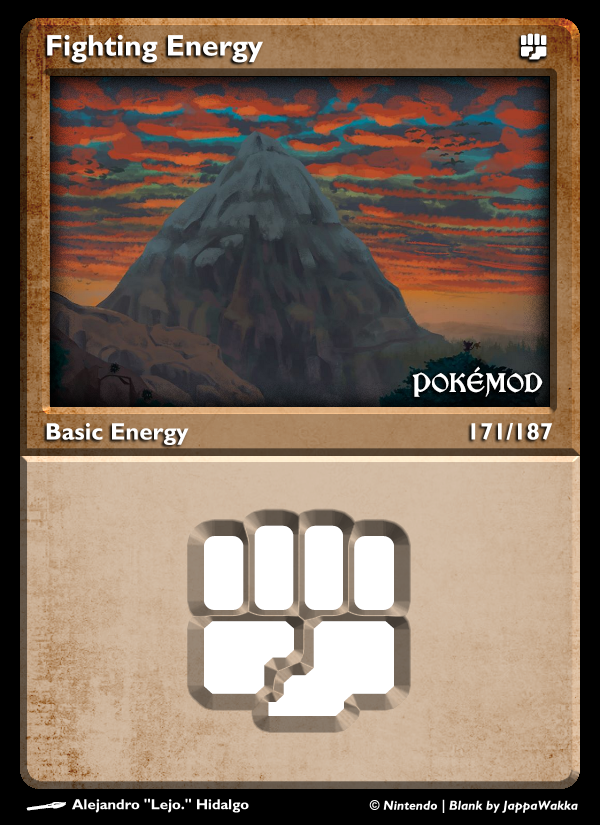 Fighting Energy
POKÉMOD
Basic Energy
171/187
Alejandro "Lejo." Hidalgo
© Nintendo | Blank by JappaWakka